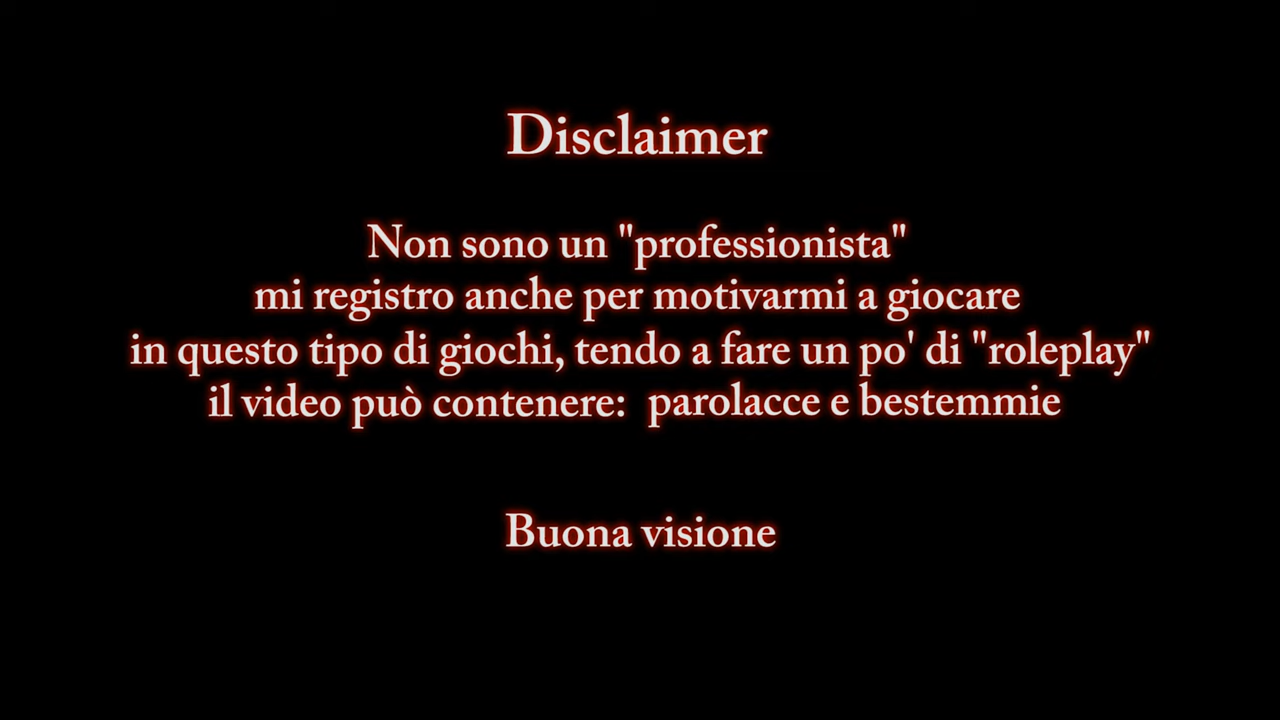 Disclaimer
Non sono un "professionista"
mi registro anche per motivarmi a giocare
in questo tipo di giochi, tendo a fare un po' di "roleplay"
il video può contenere: parolacce e bestemmie
Buona visione